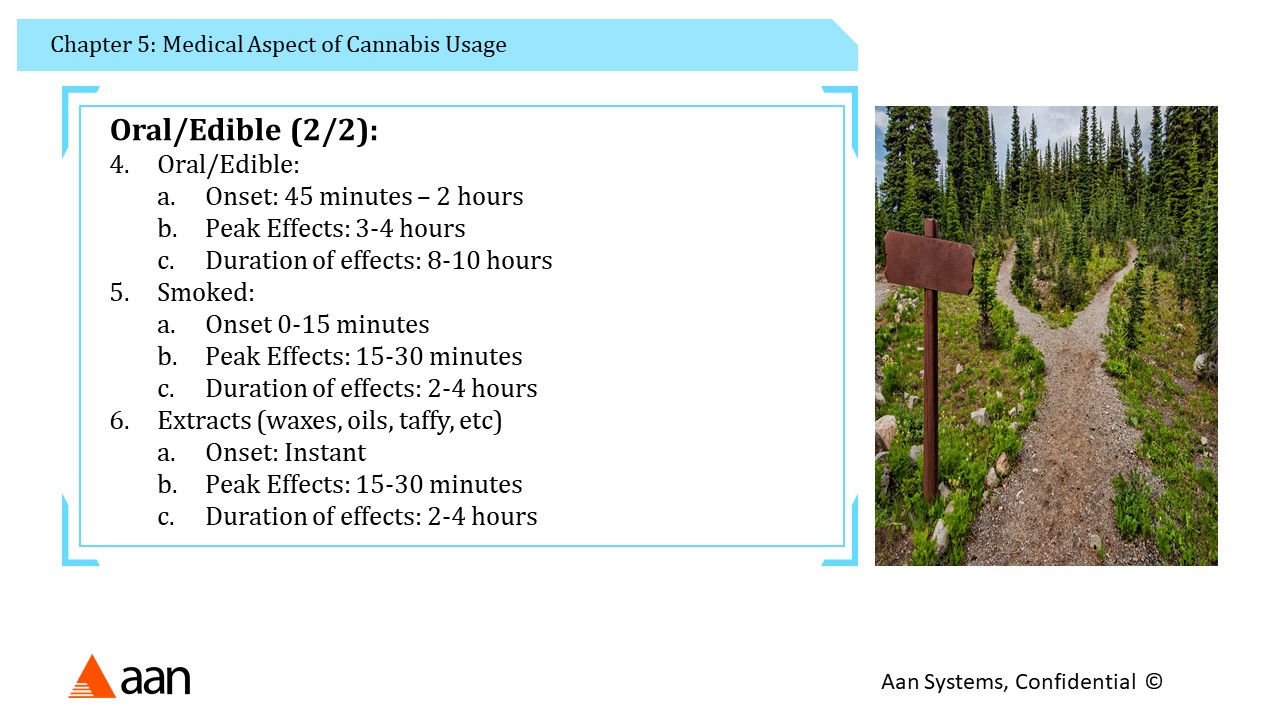 Chapter 5: Medical Aspect of Cannabis Usage
Oral/Edible (2/2):
4. Oral/Edible:
a. Onset: 45 minutes – 2 hours
b. Peak Effects: 3-4 hours
c. Duration of effects: 8-10 hours
5. Smoked:
a. Onset 0-15 minutes
b. Peak Effects: 15-30 minutes
c. Duration of effects: 2-4 hours
6. Extracts (waxes, oils, taffy, etc)
a. Onset: Instant
b. Peak Effects: 15-30 minutes
c. Duration of effects: 2-4 hours
aan
Aan Systems, Confidential ©